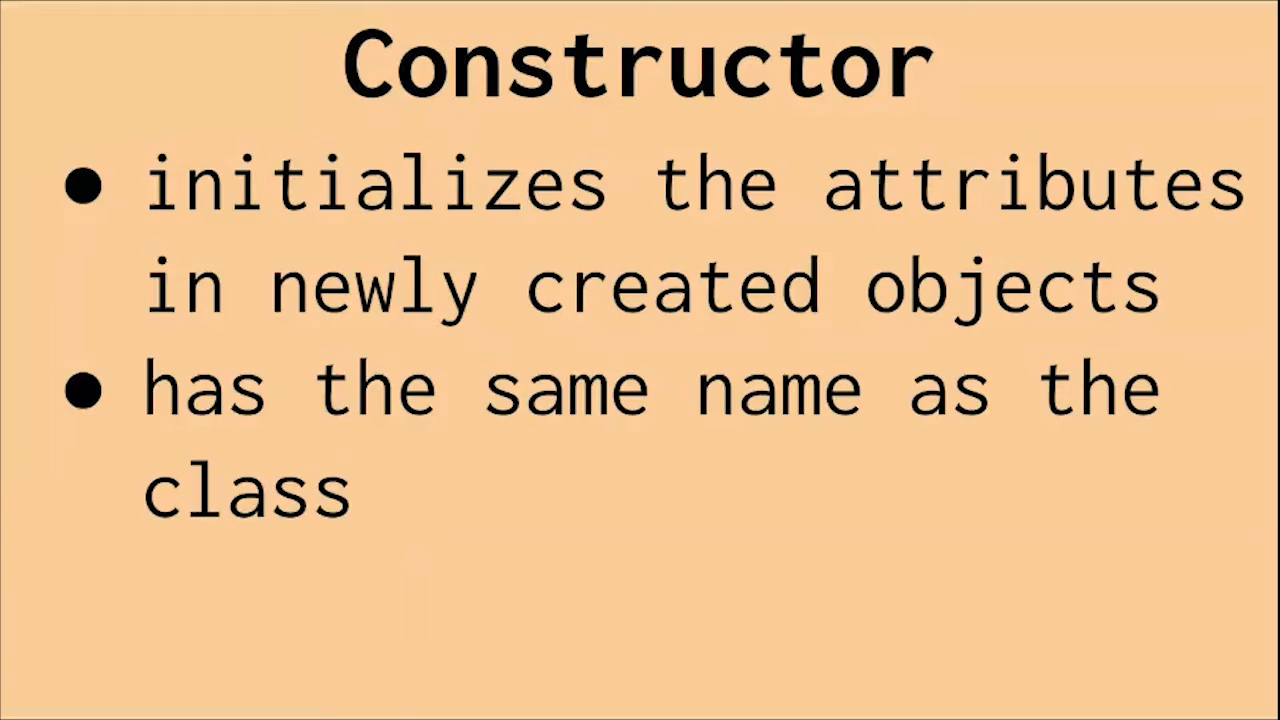 Constructor
● initializes the attributes
in newly created objects
● has the same name as the
class